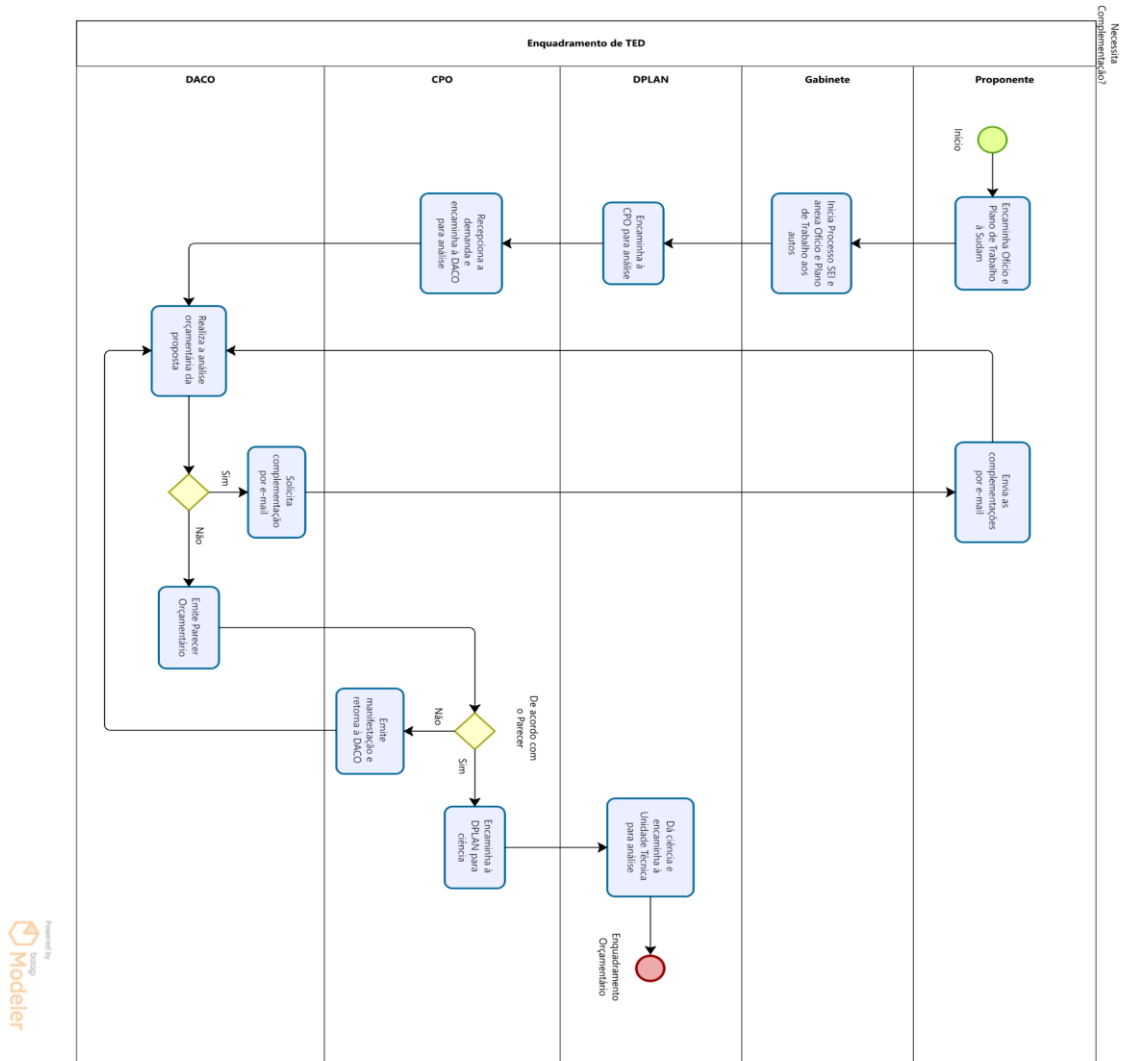 Necessita
Complementação?
Enquadramento de TED
DACO
CPO
DPLAN
Gabinete
Proponente
Início
Encaminha Ofício e
Plano de Trabalho
à Sudam
Inicia Processo SEI e
anexa Ofício e Plano
de Trabalho aos
autos
Encaminha à
CPO para análise
Recepciona a
demanda e
encaminha à DACO
para análise
Realiza a análise
orçamentária da
proposta
Sim
Solicita
complementação
por e-mail
Envia as
complementações
por e-mail
Não
Emite Parecer
Orçamentário
De acordo com
o Parecer
Não
Emite
manifestação e
retorna à DACO
Sim
Encaminha à
DPLAN para
ciência
Dá ciência e
encaminha à
Unidade Técnica
para análise
Enquadramento
Orçamentário
Powered by
bizagi
Modeler